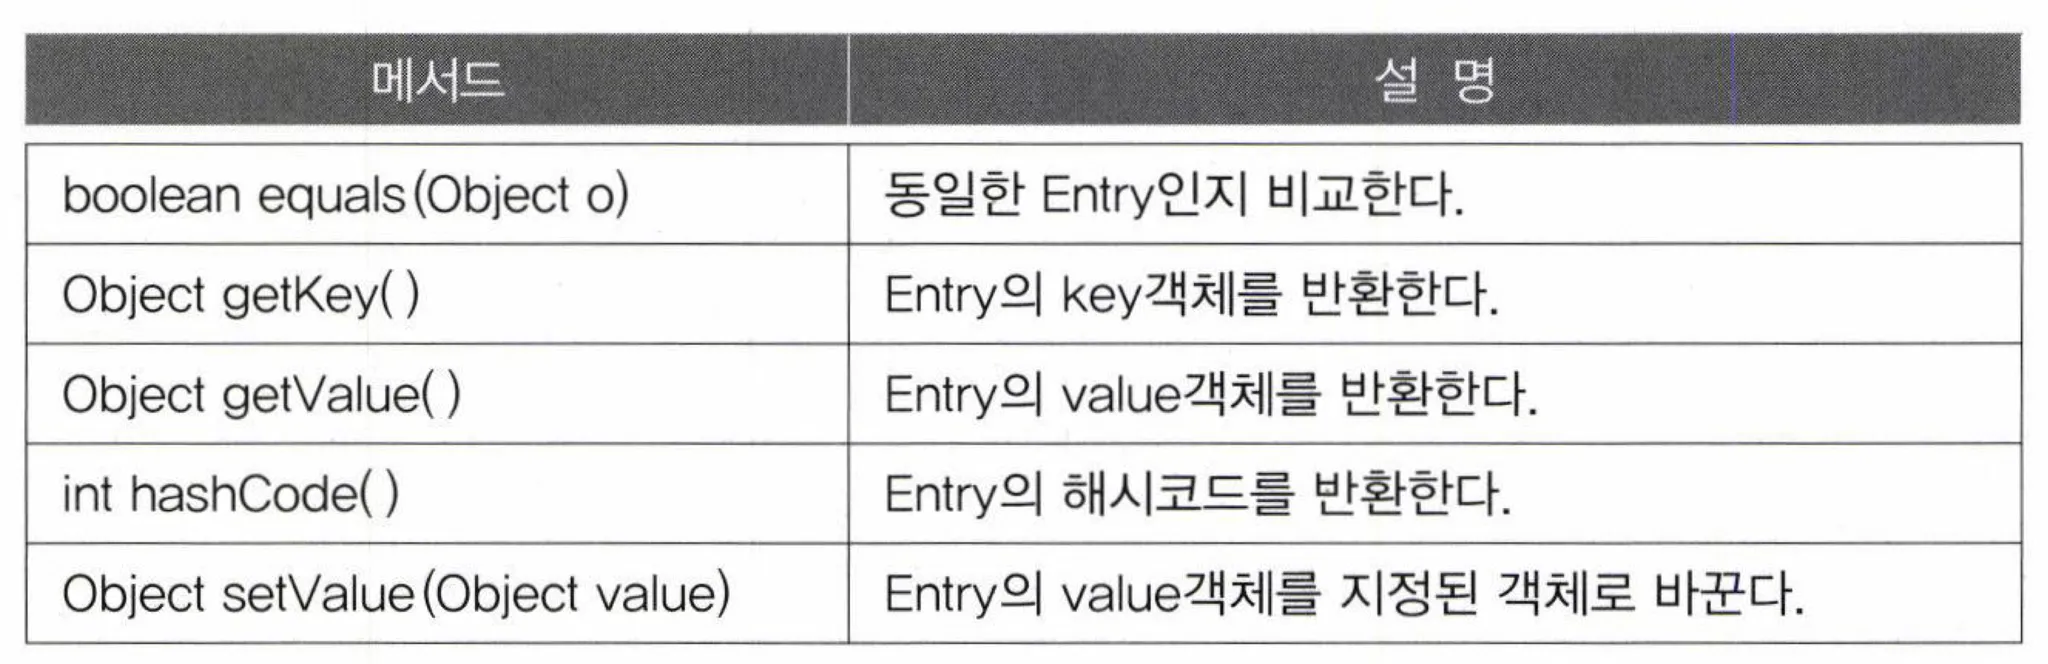 메서드 설 명
boolean equals(Object o) 동일한 Entry인지 비교한다.
Object getKey( ) Entry의 key객체를 반환한다.
Object getValue( ) Entry의 value객체를 반환한다.
int hashCode( ) Entry의 해시코드를 반환한다.
Object setValue(Object value) Entry의 value객체를 지정된 객체로 바꾼다.